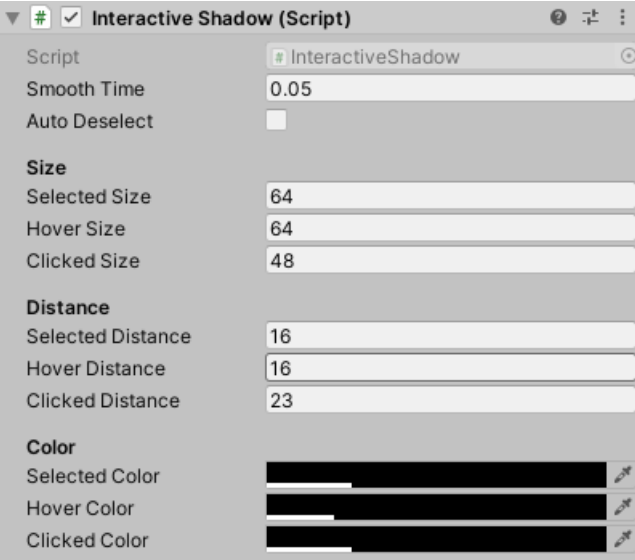 Interactive Shadow (Script)
Script InteractiveShadow
Smooth Time 0.05
Auto Deselect
Size
Selected Size 64
Hover Size 64
Clicked Size 48
Distance
Selected Distance 16
Hover Distance 16
Clicked Distance 23
Color
Selected Color
Hover Color
Clicked Color